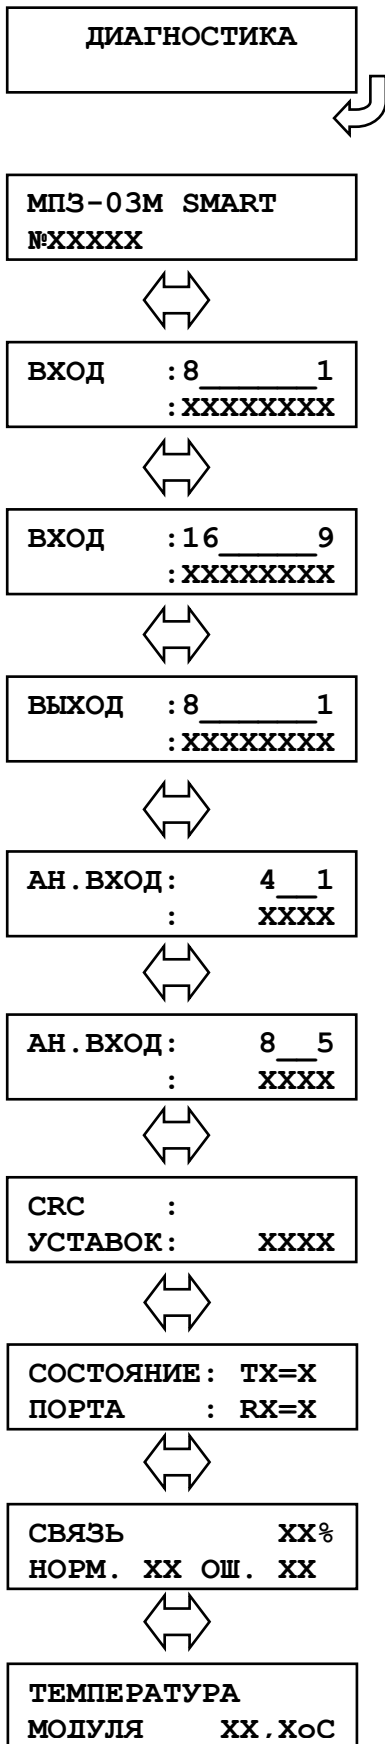 ДИАГНОСТИКА
МПЗ-03М SMART
№XXXXX
ВХОД :8______1
:XXXXXXXX
ВХОД :16_____9
:XXXXXXXX
ВЫХОД :8______1
:XXXXXXXX
АН.ВХОД: 4__1
: XXXX
АН.ВХОД: 8__5
: XXXX
CRC :
УСТАВОК: XXXX
СОСТОЯНИЕ: TX=X
ПОРТА : RX=X
СВЯЗЬ XX%
НОРМ. XX ОШ. XX
ТЕМПЕРАТУРА
МОДУЛЯ XX,XoC